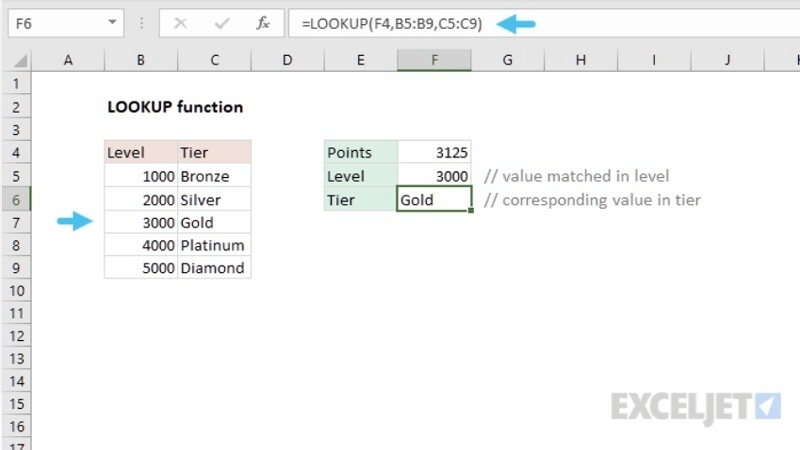 F6 fx =LOOKUP(F4,B5:B9,C5:C9)
A B C D E F G H I J
1
2 LOOKUP function
3
4 Level Tier Points 3125
5 1000 Bronze Level 3000 // value matched in level
6 2000 Silver Tier Gold // corresponding value in tier
7 3000 Gold
8 4000 Platinum
9 5000 Diamond
10
11
12
13
14
15
16
17
EXCELJET